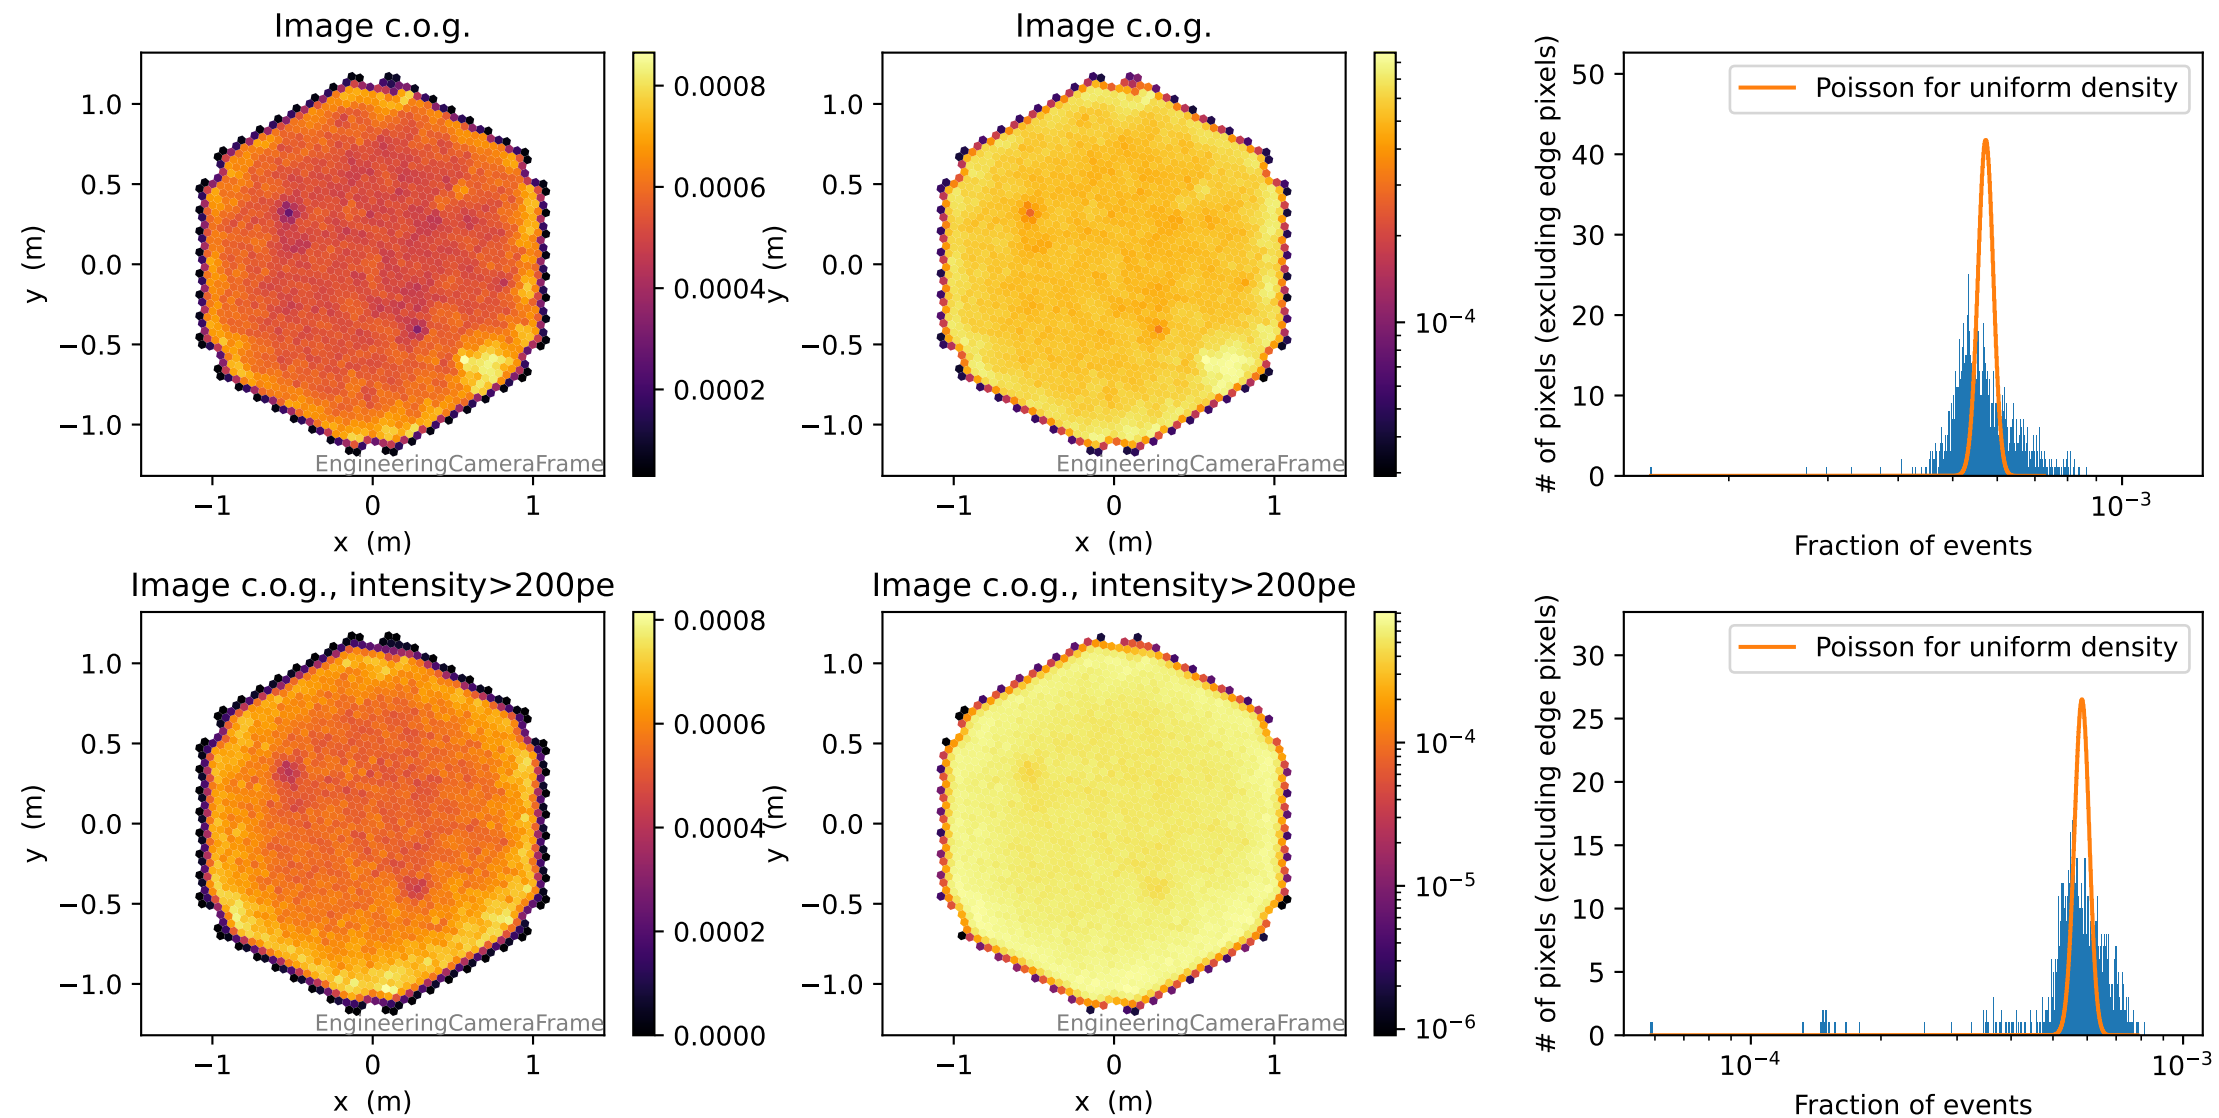 Image c.o.g.
1.0
0.5
0.0
−0.5
−1.0
y (m)
−1 0 1
x (m)
EngineeringCameraFrame
0.0008
0.0006
0.0004
0.0002
Image c.o.g.
1.0
0.5
0.0
−0.5
−1.0
y (m)
−1 0 1
x (m)
EngineeringCameraFrame
10−4
Poisson for uniform density
50
40
30
20
10
0
# of pixels (excluding edge pixels)
10−3
Fraction of events
Image c.o.g., intensity>200pe
1.0
0.5
0.0
−0.5
−1.0
y (m)
−1 0 1
x (m)
EngineeringCameraFrame
0.0008
0.0006
0.0004
0.0002
0.0000
Image c.o.g., intensity>200pe
1.0
0.5
0.0
−0.5
−1.0
y (m)
−1 0 1
x (m)
EngineeringCameraFrame
10−4
10−5
10−6
Poisson for uniform density
30
25
20
15
10
5
0
# of pixels (excluding edge pixels)
10−4 10−3
Fraction of events